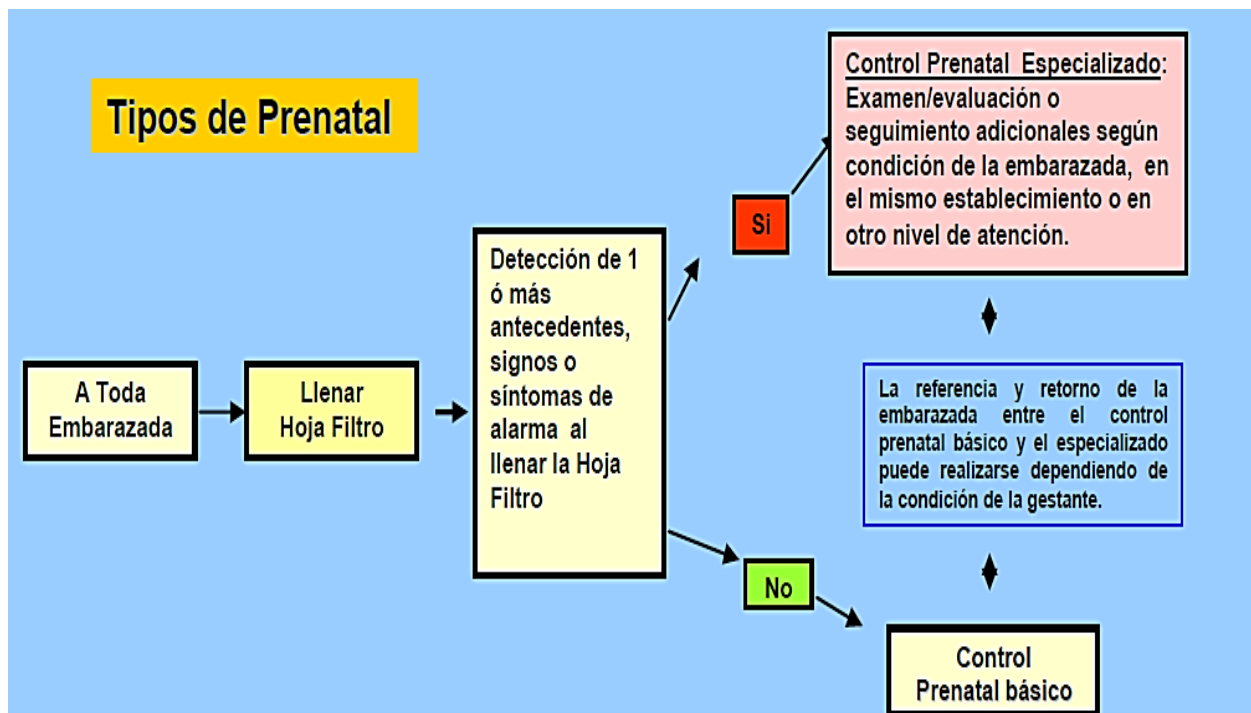 Tipos de Prenatal
A Toda
Embarazada
Llenar
Hoja Filtro
Detección de 1
ó más
antecedentes,
signos o
síntomas de
alarma al
llenar la Hoja
Filtro
Si
Control Prenatal Especializado:
Examen/evaluación o
seguimiento adicionales según
condición de la embarazada, en
el mismo establecimiento o en
otro nivel de atención.
La referencia y retorno de la
embarazada entre el control
prenatal básico y el especializado
puede realizarse dependiendo de
la condición de la gestante.
No
Control
Prenatal básico